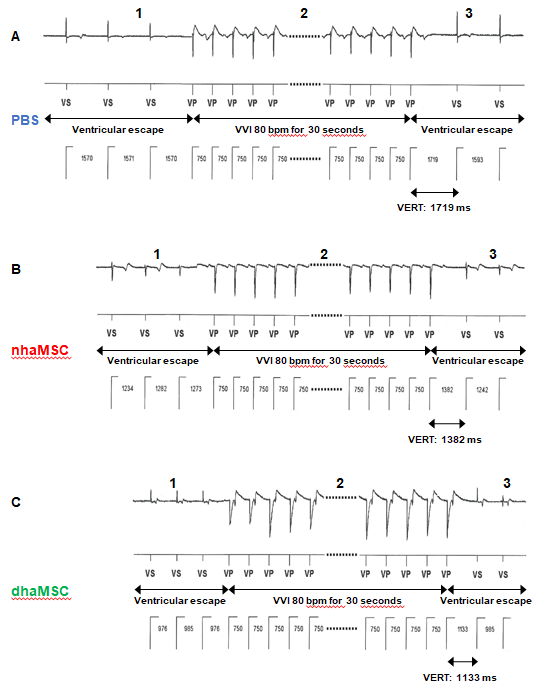 1 2 3
A
VS VS VS VP VP VP VP VP VP VP VP VP VP VS VS
PBS
Ventricular escape VVI 80 bpm for 30 seconds Ventricular escape
1570 1571 1570 750 750 750 750 750 750 750 750 750 1719 1593
VERT: 1719 ms
1 2 3
B
VS VS VS VP VP VP VP VP VP VP VP VP VP VS VS
nhaMSC
Ventricular escape VVI 80 bpm for 30 seconds Ventricular escape
1234 1282 1273 750 750 750 750 750 750 750 750 750 1382 1242
VERT: 1382 ms
1 2 3
C
VS VS VS VP VP VP VP VP VP VP VP VP VP VS VS
dhaMSC
Ventricular escape VVI 80 bpm for 30 seconds Ventricular escape
976 985 976 750 750 750 750 750 750 750 750 750 1133 985
VERT: 1133 ms